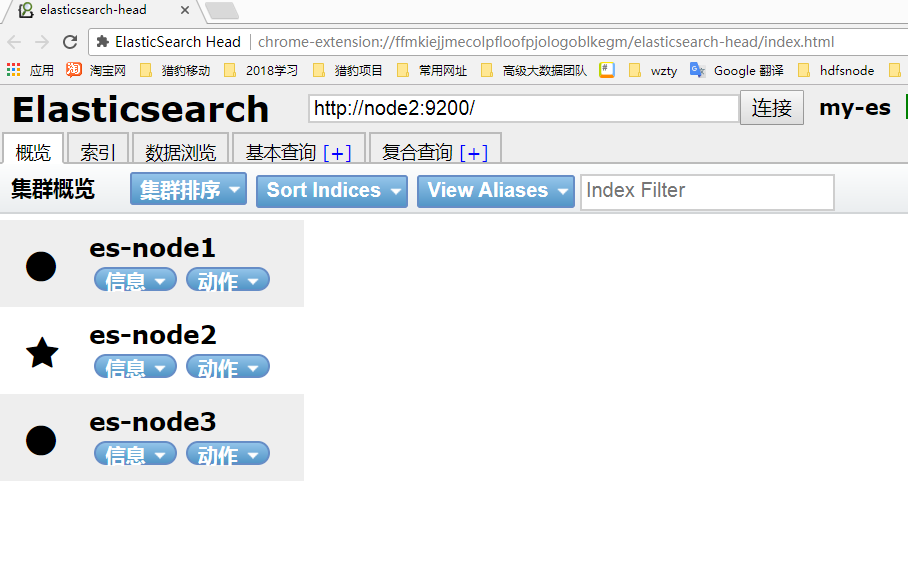 elasticsearch-head
ElasticSearch Head chrome-extension://ffmkiejjmecolpfloofpjologoblkegm/elasticsearch-head/index.html
应用 淘 淘宝网 猎豹移动 2018学习 猎豹项目 常用网址 高级大数据团队 # wzty G Google 翻译 hdfsnode
Elasticsearch http://node2:9200/ 连接 my-es
概览 索引 数据浏览 基本查询 [+] 复合查询 [+]
集群概览 集群排序 Sort Indices View Aliases Index Filter
es-node1
信息 动作
es-node2
信息 动作
es-node3
信息 动作